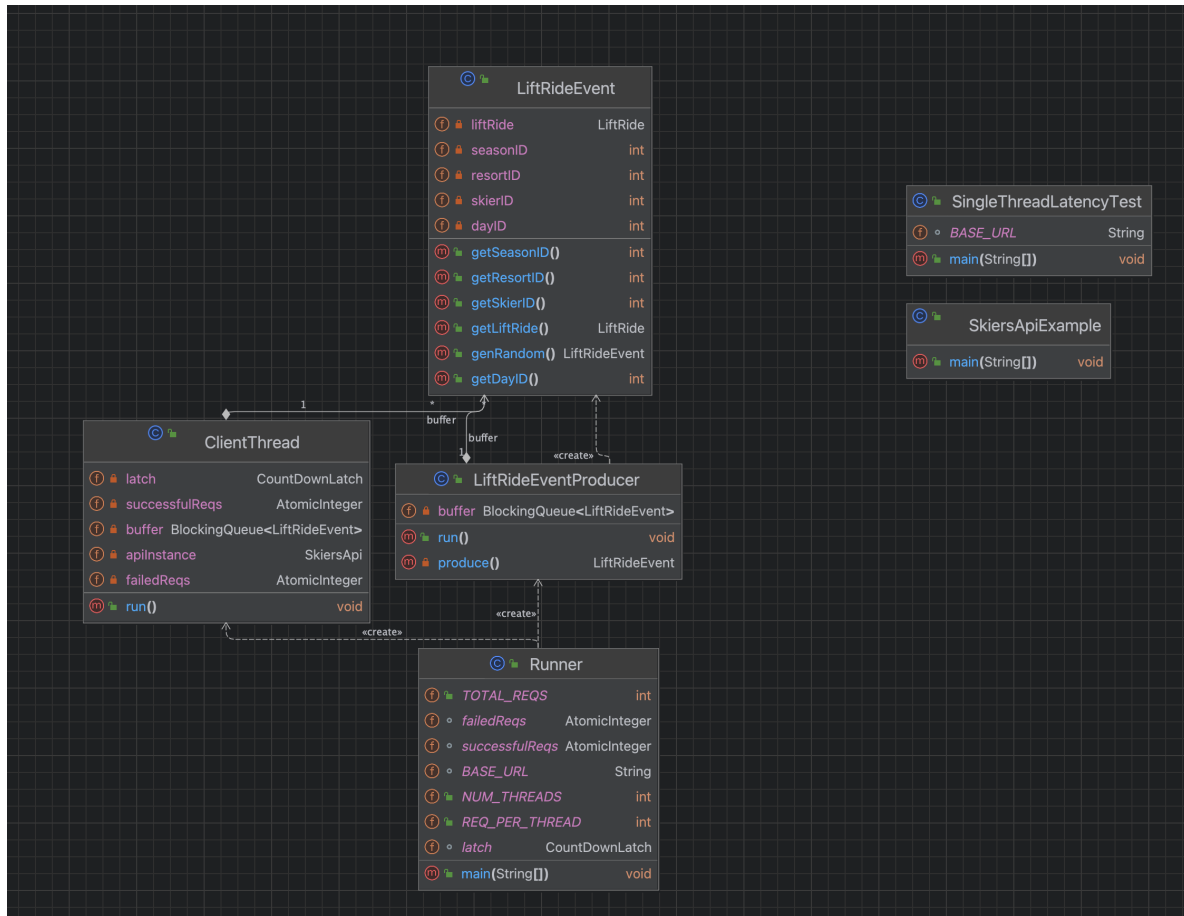 LiftRideEvent
liftRide LiftRide
seasonID int
resortID int
skierID int
dayID int
getSeasonID() int
getResortID() int
getSkierID() int
getLiftRide() LiftRide
genRandom() LiftRideEvent
getDayID() int
SingleThreadLatencyTest
BASE_URL String
main(String[]) void
SkiersApiExample
main(String[]) void
1 *
buffer
buffer
1
«create»
ClientThread
latch CountDownLatch
successfulReqs AtomicInteger
buffer BlockingQueue<LiftRideEvent>
apiInstance SkiersApi
failedReqs AtomicInteger
run() void
LiftRideEventProducer
buffer BlockingQueue<LiftRideEvent>
run() void
produce() LiftRideEvent
«create»
«create»
Runner
TOTAL_REQS int
failedReqs AtomicInteger
successfulReqs AtomicInteger
BASE_URL String
NUM_THREADS int
REQ_PER_THREAD int
latch CountDownLatch
main(String[]) void